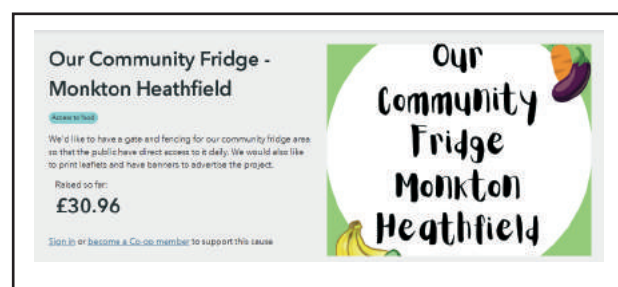 Our Community Fridge -
Monkton Heathfield
Access to food
We'd like to have a gate and fencing for our community fridge area
so that the public have direct access to it daily. We would also like
to print leaflets and have banners to advertise the project.
Raised so far:
£30.96
Sign in or become a Co-op member to support this cause
Our
Community
Fridge
Monkton
Heathfield